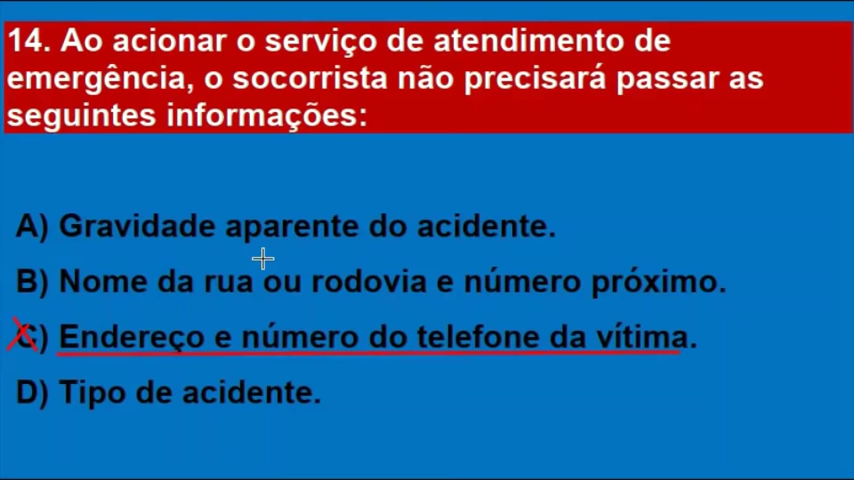 14. Ao acionar o serviço de atendimento de
emergência, o socorrista não precisará passar as
seguintes informações:
A) Gravidade aparente do acidente.
B) Nome da rua ou rodovia e número próximo.
C) Endereço e número do telefone da vítima.
D) Tipo de acidente.